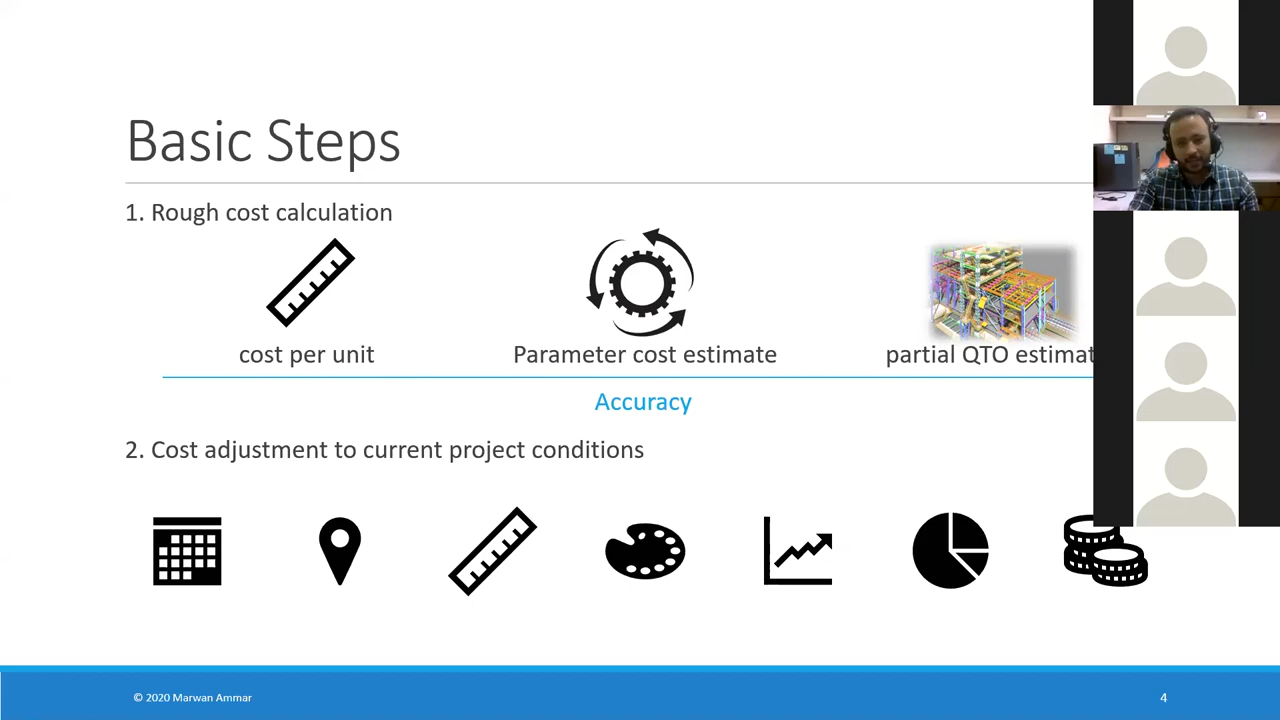 Basic Steps
1. Rough cost calculation
cost per unit
Parameter cost estimate
partial QTO estimat
Accuracy
2. Cost adjustment to current project conditions
© 2020 Marwan Ammar
4